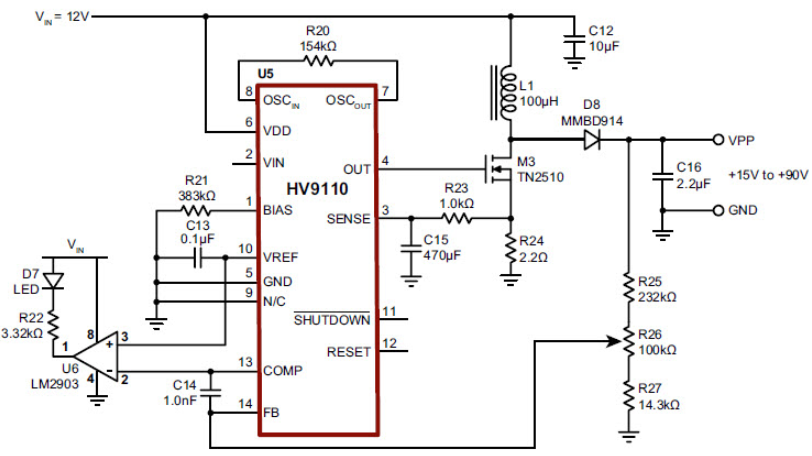 V_IN = 12V
R20
154kΩ
C12
10µF
U5
8
OSC_IN
OSC_OUT
7
L1
100µH
6
VDD
D8
MMBD914
VPP
2
VIN
OUT
4
M3
TN2510
C16
2.2µF
+15V to +90V
HV9110
R21
383kΩ
1
BIAS
SENSE
3
R23
1.0kΩ
GND
C13
0.1µF
C15
470µF
R24
2.2Ω
V_IN
10
VREF
D7
LED
5
GND
9
N/C
R25
232kΩ
R22
3.32kΩ
SHUTDOWN
11
8
3
+
1
R26
100kΩ
RESET
12
U6
LM2903
4
-
2
13
COMP
C14
1.0nF
R27
14.3kΩ
14
FB